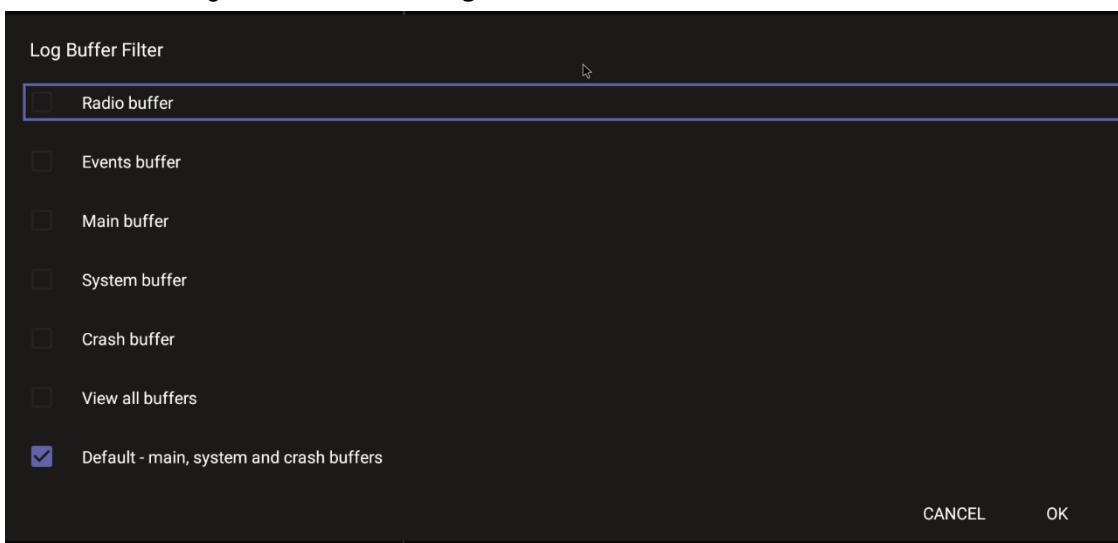 Log Buffer Filter
Radio buffer
Events buffer
Main buffer
System buffer
Crash buffer
View all buffers
Default - main, system and crash buffers
CANCEL OK